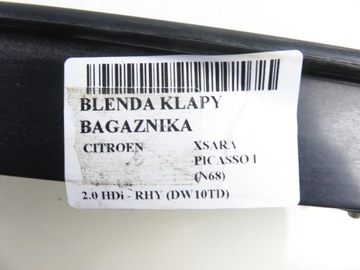 BLENDA KLAPY
BAGAZNIKA
CITROEN XSARA
PICASSO I
(N68)
2.0 HDi - RHY (DW10TD)